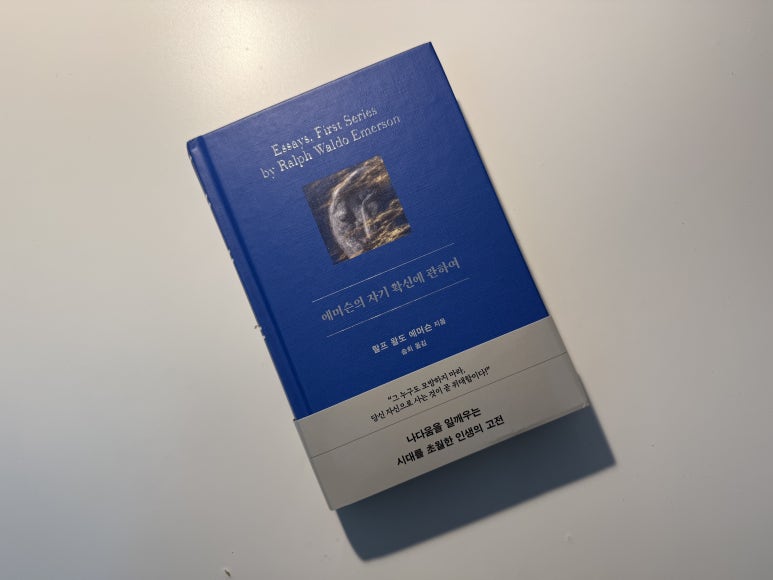 Essays, First Series
by Ralph Waldo Emerson
에머슨의 자기 확신에 관하여
랄프 왈도 에머슨 지음
옮김
“그 누구도 모방하지 마라,
당신 자신으로 사는 것이 곧 위대함이다!”
나다움을 일깨우는
시대를 초월한 인생의 고전